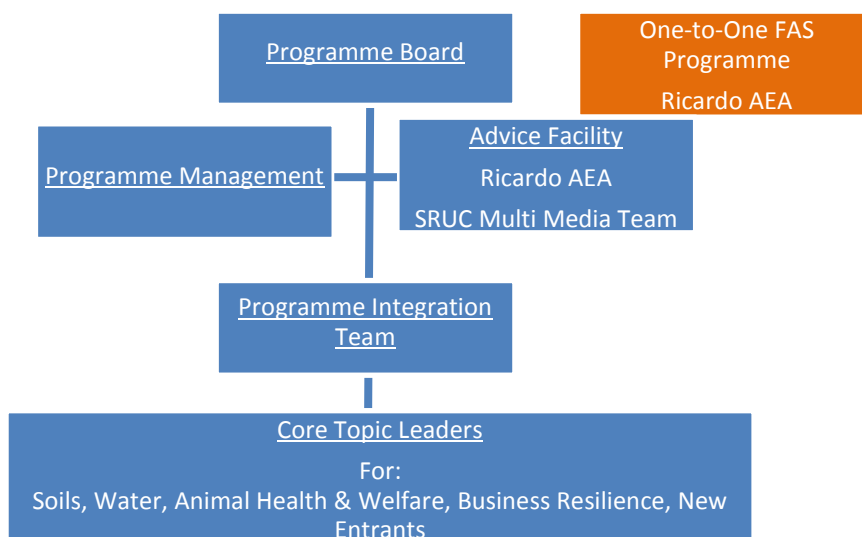 Programme Board
One-to-One FAS
Programme
Ricardo AEA
Programme Management
Advice Facility
Ricardo AEA
SRUC Multi Media Team
Programme Integration
Team
Core Topic Leaders
For:
Soils, Water, Animal Health & Welfare, Business Resilience, New
Entrants